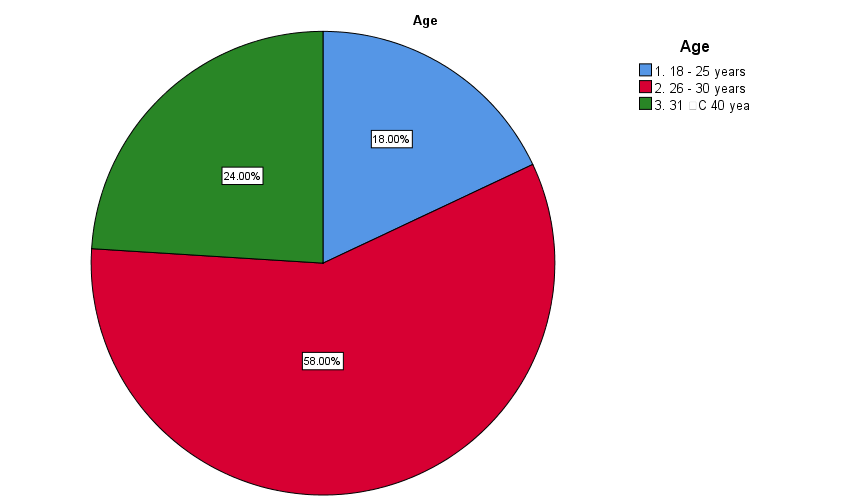 Age
Age
1. 18 - 25 years
2. 26 - 30 years
3. 31 □C 40 yea
18.00%
24.00%
58.00%